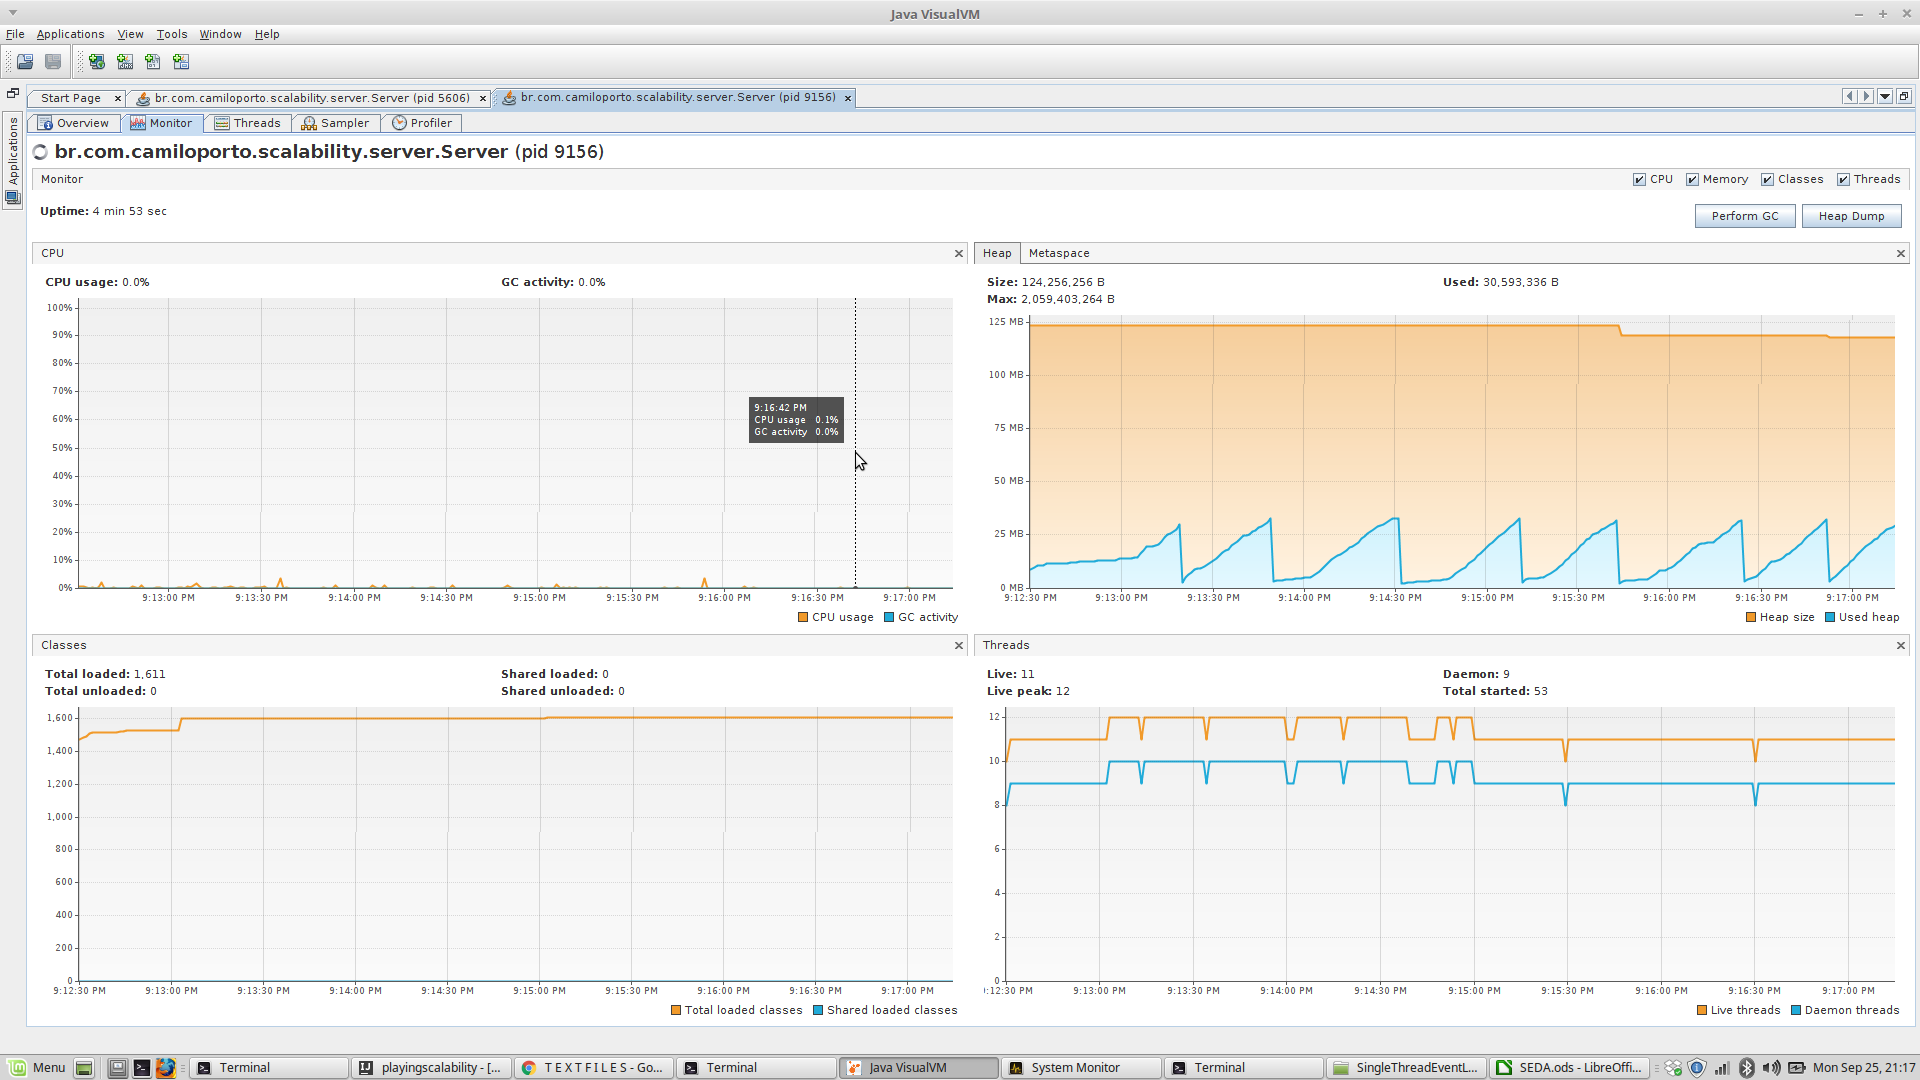 Java VisualVM
File Applications View Tools Window Help
Applications
Start Page
br.com.camiloporto.scalability.server.Server (pid 5606)
br.com.camiloporto.scalability.server.Server (pid 9156)
Overview Monitor Threads Sampler Profiler
br.com.camiloporto.scalability.server.Server (pid 9156)
Monitor
CPU Memory Classes Threads
Uptime: 4 min 53 sec
Perform GC Heap Dump
CPU
CPU usage: 0.0% GC activity: 0.0%
100%
90%
80%
70%
60%
50%
40%
30%
20%
10%
0%
9:16:42 PM
CPU usage 0.1%
GC activity 0.0%
9:13:00 PM 9:13:30 PM 9:14:00 PM 9:14:30 PM 9:15:00 PM 9:15:30 PM 9:16:00 PM 9:16:30 PM 9:17:00 PM
CPU usage GC activity
Heap Metaspace
Size: 124,256,256 B Used: 30,593,336 B
Max: 2,059,403,264 B
125 MB
100 MB
75 MB
50 MB
25 MB
0 MB
9:12:30 PM 9:13:00 PM 9:13:30 PM 9:14:00 PM 9:14:30 PM 9:15:00 PM 9:15:30 PM 9:16:00 PM 9:16:30 PM 9:17:00 PM
Heap size Used heap
Classes
Total loaded: 1,611 Shared loaded: 0
Total unloaded: 0 Shared unloaded: 0
1,600
1,400
1,200
1,000
800
600
400
200
0
9:12:30 PM 9:13:00 PM 9:13:30 PM 9:14:00 PM 9:14:30 PM 9:15:00 PM 9:15:30 PM 9:16:00 PM 9:16:30 PM 9:17:00 PM
Total loaded classes Shared loaded classes
Threads
Live: 11 Daemon: 9
Live peak: 12 Total started: 53
12
10
8
6
4
2
0
:12:30 PM 9:13:00 PM 9:13:30 PM 9:14:00 PM 9:14:30 PM 9:15:00 PM 9:15:30 PM 9:16:00 PM 9:16:30 PM 9:17:00 PM
Live threads Daemon threads
Menu Terminal playingscalability - [... T E X T F I L E S - Go... Terminal Java VisualVM System Monitor Terminal SingleThreadEventL... SEDA.ods - LibreOffi... Mon Sep 25, 21:17